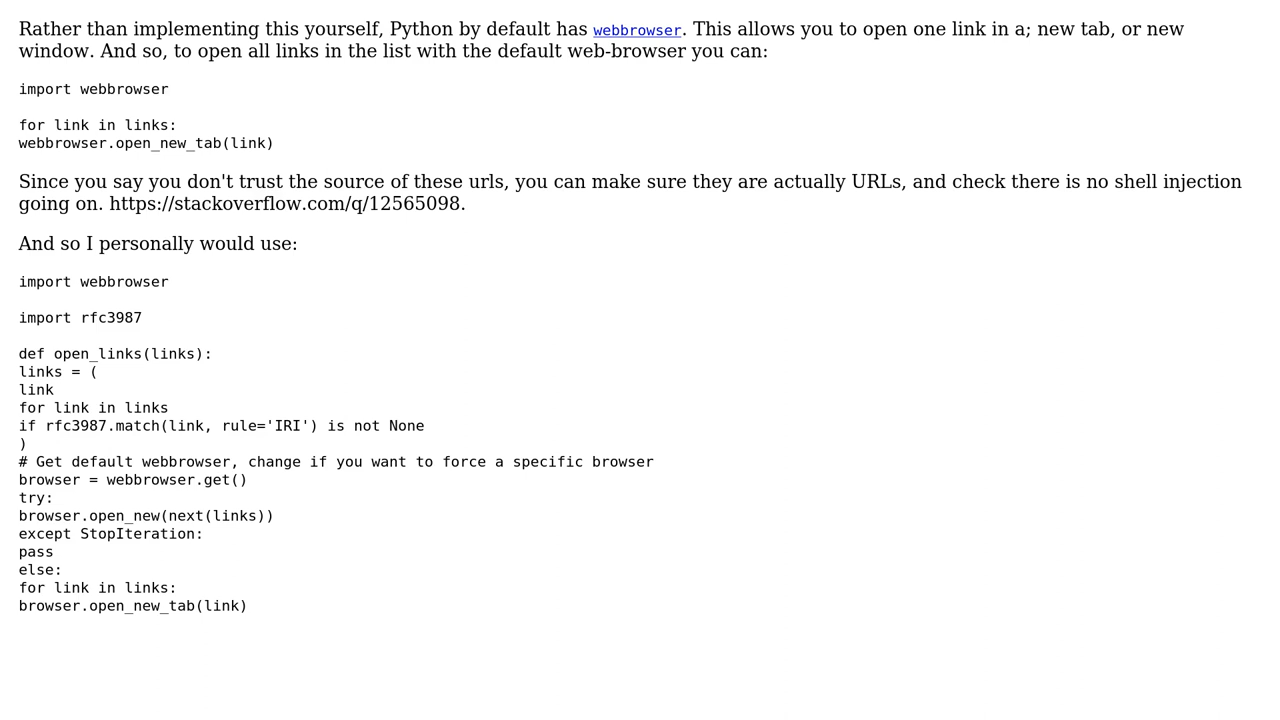 Rather than implementing this yourself, Python by default has webbrowser. This allows you to open one link in a; new tab, or new
window. And so, to open all links in the list with the default web-browser you can:
import webbrowser
for link in links:
webbrowser.open_new_tab(link)
Since you say you don't trust the source of these urls, you can make sure they are actually URLs, and check there is no shell injection
going on. https://stackoverflow.com/q/12565098.
And so I personally would use:
import webbrowser
import rfc3987
def open_links(links):
links = (
link
for link in links
if rfc3987.match(link, rule='IRI') is not None
)
# Get default webbrowser, change if you want to force a specific browser
browser = webbrowser.get()
try:
browser.open_new(next(links))
except StopIteration:
pass
else:
for link in links:
browser.open_new_tab(link)